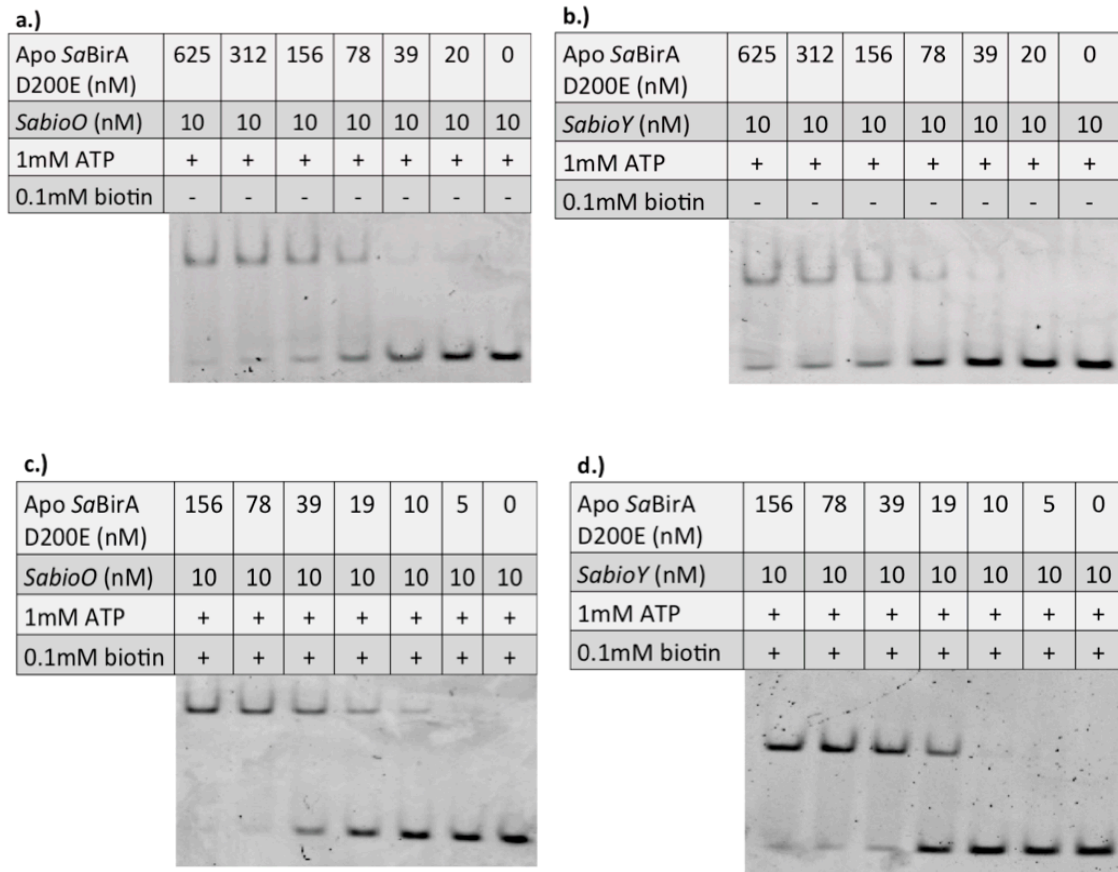 a.)
Apo SaBirA D200E (nM) 625 312 156 78 39 20 0
SabioO (nM) 10 10 10 10 10 10 10
1mM ATP + + + + + + +
0.1mM biotin - - - - - - -
b.)
Apo SaBirA D200E (nM) 625 312 156 78 39 20 0
SabioY (nM) 10 10 10 10 10 10 10
1mM ATP + + + + + + +
0.1mM biotin - - - - - - -
c.)
Apo SaBirA D200E (nM) 156 78 39 19 10 5 0
SabioO (nM) 10 10 10 10 10 10 10
1mM ATP + + + + + + +
0.1mM biotin + + + + + + +
d.)
Apo SaBirA D200E (nM) 156 78 39 19 10 5 0
SabioY (nM) 10 10 10 10 10 10 10
1mM ATP + + + + + + +
0.1mM biotin + + + + + + +